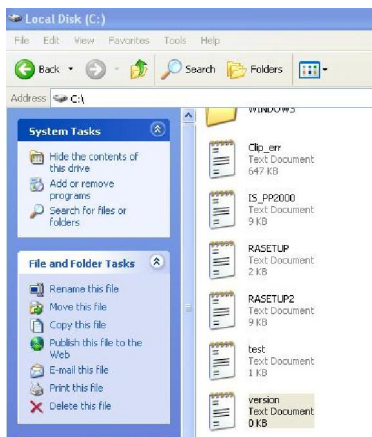 Local Disk (C:)
File Edit View Favorites Tools Help
Back Search Folders
Address C:\
System Tasks
Hide the contents of
this drive
Add or remove
programs
Search for files or
folders
File and Folder Tasks
Rename this file
Move this file
Copy this file
Publish this file to the
Web
E-mail this file
Print this file
Delete this file
WINDOWS
Clip_err
Text Document
647 KB
IS_PP2000
Text Document
9 KB
RASETUP
Text Document
2 KB
RASETUP2
Text Document
9 KB
test
Text Document
1 KB
version
Text Document
0 KB